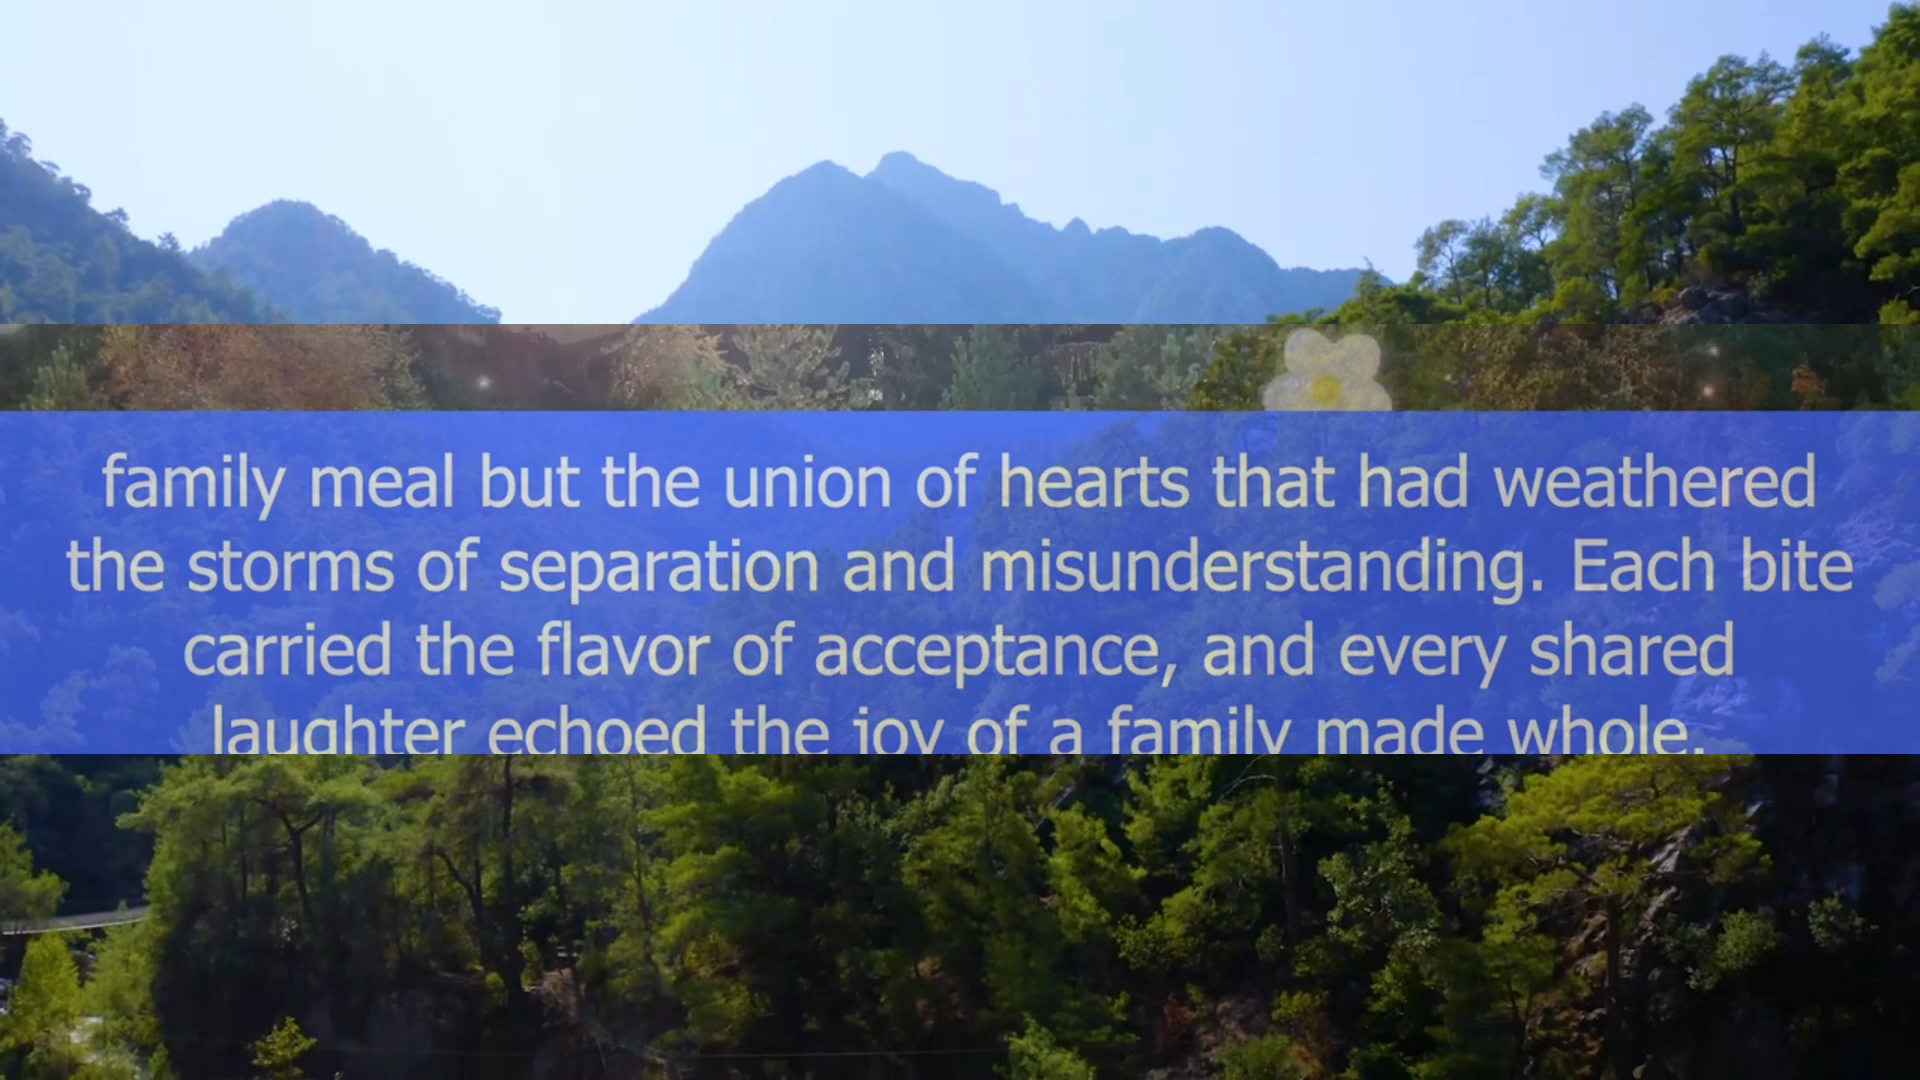 family meal but the union of hearts that had weathered
the storms of separation and misunderstanding. Each bite
carried the flavor of acceptance, and every shared
laughter echoed the joy of a family made whole.